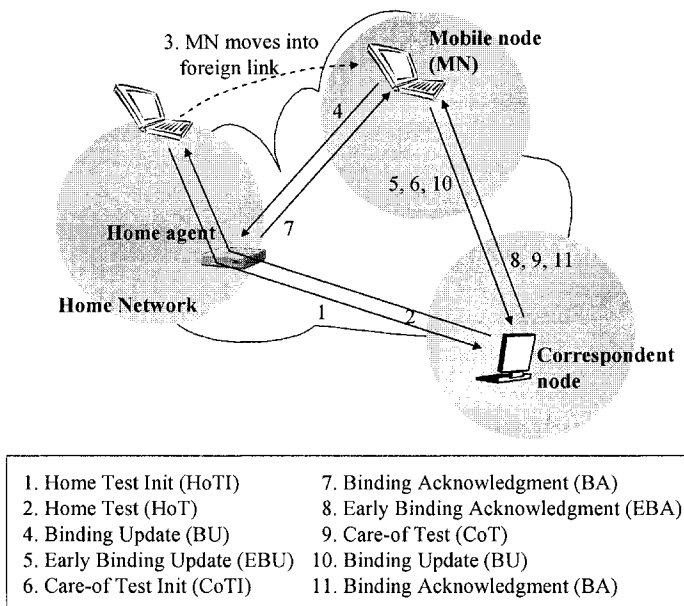 3. MN moves into
foreign link
Mobile node
(MN)
4
7
5, 6, 10
8, 9, 11
Home agent
Home Network
1
2
Correspondent
node
1. Home Test Init (HoTI)
2. Home Test (HoT)
4. Binding Update (BU)
5. Early Binding Update (EBU)
6. Care-of Test Init (CoTI)
7. Binding Acknowledgment (BA)
8. Early Binding Acknowledgment (EBA)
9. Care-of Test (CoT)
10. Binding Update (BU)
11. Binding Acknowledgment (BA)